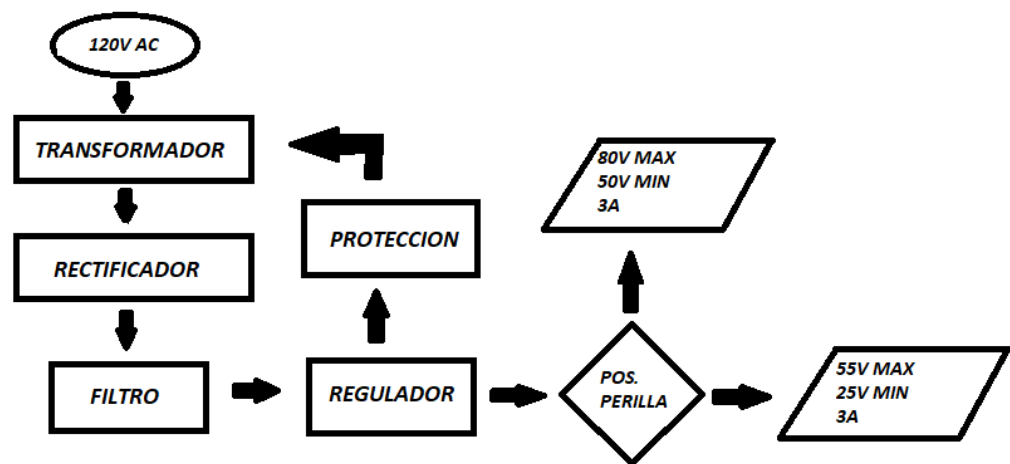 120V AC
TRANSFORMADOR
RECTIFICADOR
FILTRO
REGULADOR
PROTECCION
POS.
PERILLA
80V MAX
50V MIN
3A
55V MAX
25V MIN
3A